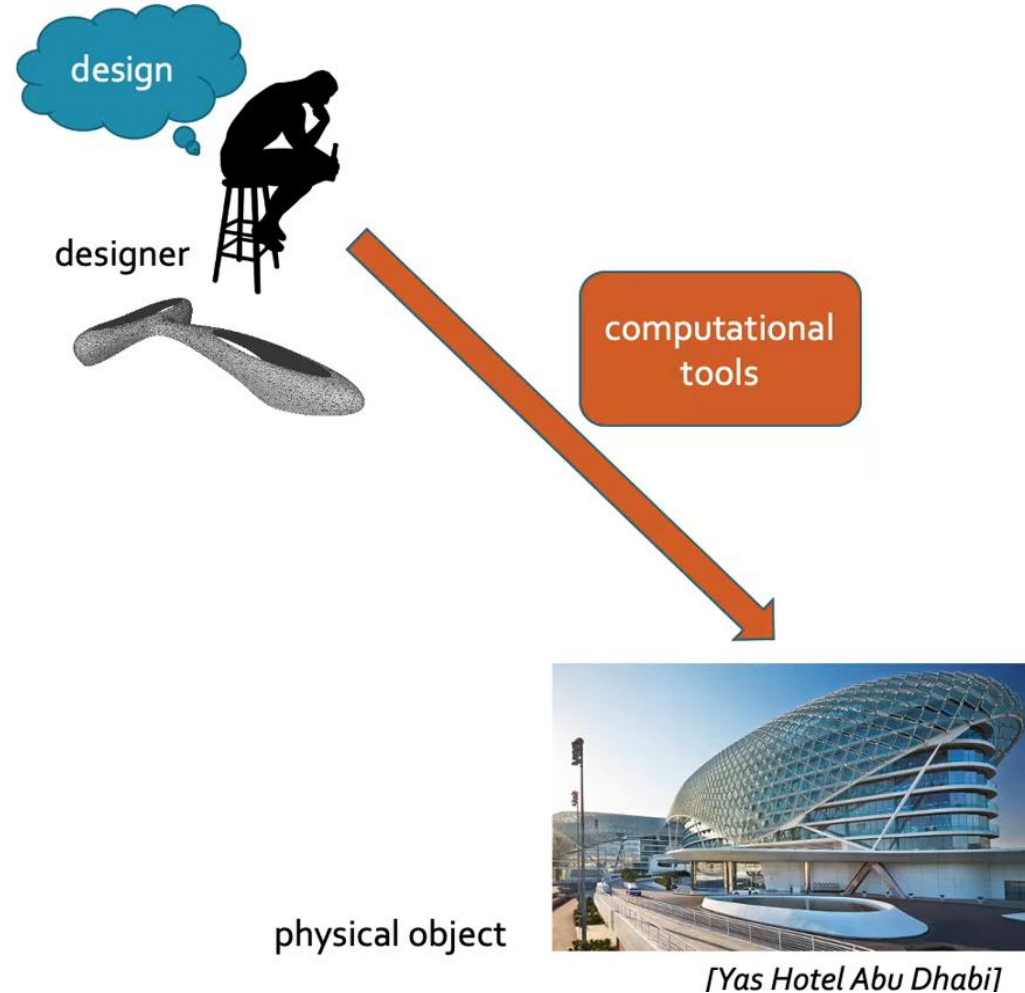 design
designer
computational
tools
physical object
[Yas Hotel Abu Dhabi]